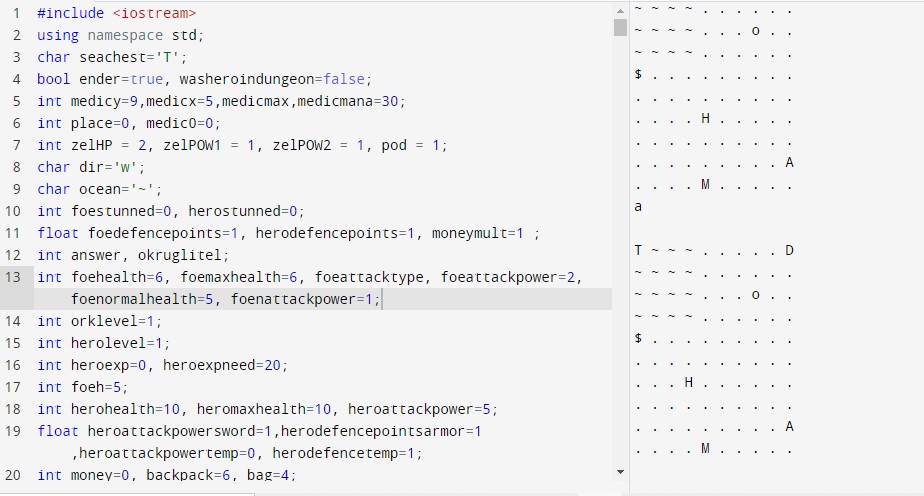 1 #include <iostream>
2 using namespace std;
3 char seachest='T';
4 bool ender=true, washeroindungeon=false;
5 int medicy=9,medicx=5,medicmax,medicmana=30;
6 int place=0, medic0=0;
7 int zelHP = 2, zelPOW1 = 1, zelPOW2 = 1, pod = 1;
8 char dir='w';
9 char ocean='~';
10 int foestunned=0, herostunned=0;
11 float foedefencepoints=1, herodefencepoints=1, moneymult=1 ;
12 int answer, okruglitel;
13 int foehealth=6, foemaxhealth=6, foeattacktype, foeattackpower=2,
foenormalhealth=5, foenattackpower=1;
14 int orklevel=1;
15 int herolevel=1;
16 int heroexp=0, heroexpneed=20;
17 int foeh=5;
18 int herohealth=10, heromaxhealth=10, heroattackpower=5;
19 float heroattackpowersword=1,herodefencepointsarmor=1
,heroattackpowertemp=0, herodefencetemp=1;
20 int money=0, backpack=6, bag=4;
~ ~ ~ ~ . . . . . .
~ ~ ~ ~ . . . o . .
~ ~ ~ ~ . . . . . .
$ . . . . . . . . .
. . . . . . . . . .
. . . . H . . . . .
. . . . . . . . . .
. . . . . . . . . A
. . . . M . . . . .
a
T ~ ~ ~ . . . . . D
~ ~ ~ ~ . . . . . .
~ ~ ~ ~ . . . o . .
~ ~ ~ ~ . . . . . .
$ . . . . . . . . .
. . . . . . . . . .
. . . H . . . . . .
. . . . . . . . . .
. . . . . . . . . A
. . . . M . . . . .